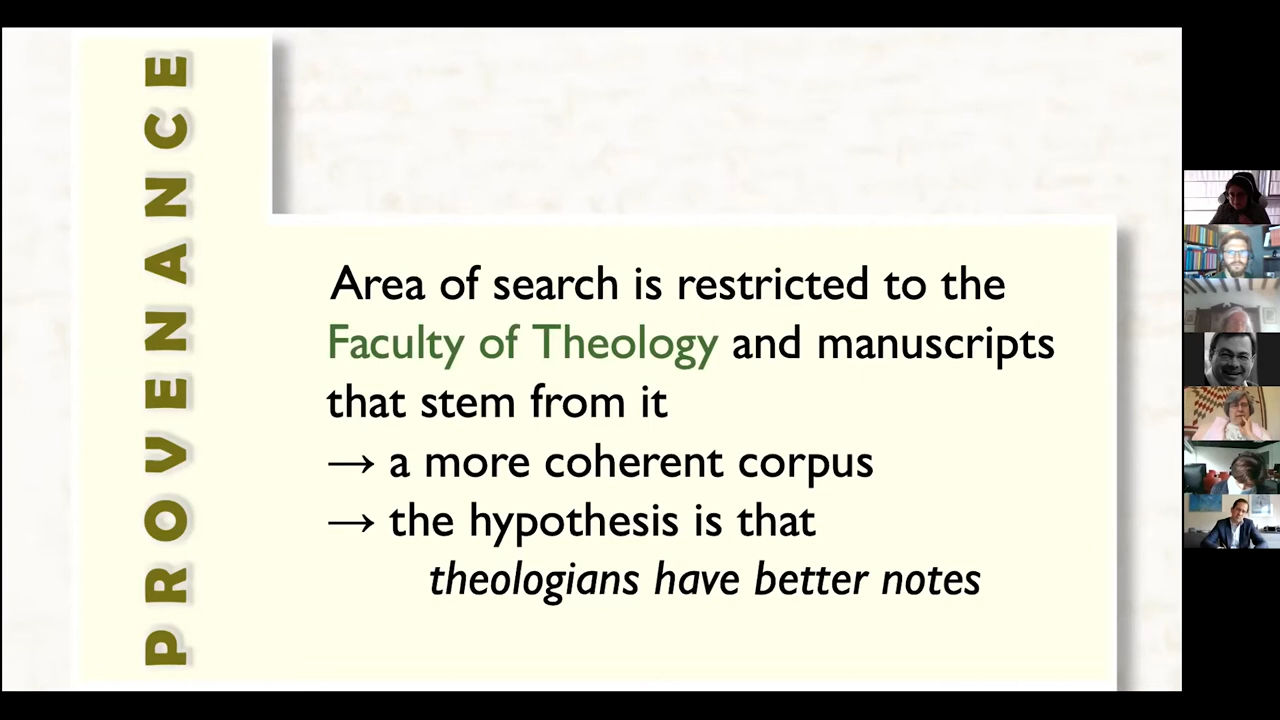 PROVENANCE
Area of search is restricted to the
Faculty of Theology and manuscripts
that stem from it
→ a more coherent corpus
→ the hypothesis is that
theologians have better notes